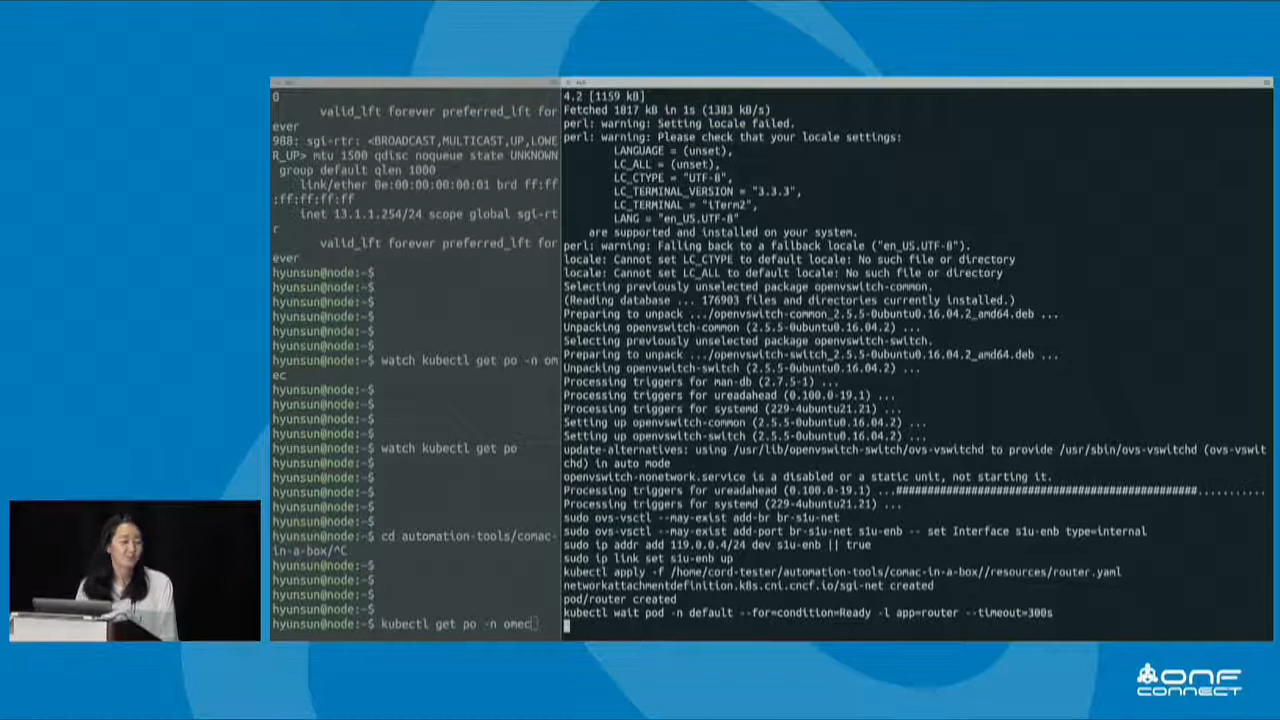 0
valid_lft forever preferred_lft for
ever
988: sgi-rtr: <BROADCAST,MULTICAST,UP,LOWE
R_UP> mtu 1500 qdisc noqueue state UNKNOWN
group default qlen 1000
link/ether 0e:00:00:00:00:01 brd ff:ff
:ff:ff:ff:ff
inet 13.1.1.254/24 scope global sgi-rt
r
valid_lft forever preferred_lft for
ever
hyunsun@node:~$
hyunsun@node:~$
hyunsun@node:~$
hyunsun@node:~$
hyunsun@node:~$
hyunsun@node:~$
hyunsun@node:~$ watch kubectl get po -n om
ec
hyunsun@node:~$
hyunsun@node:~$
hyunsun@node:~$
hyunsun@node:~$
hyunsun@node:~$ watch kubectl get po
hyunsun@node:~$
hyunsun@node:~$
hyunsun@node:~$
hyunsun@node:~$
hyunsun@node:~$
hyunsun@node:~$ cd automation-tools/comac-
in-a-box/^C
hyunsun@node:~$
hyunsun@node:~$
hyunsun@node:~$
hyunsun@node:~$
hyunsun@node:~$ kubectl get po -n omec
4.2 [1159 kB]
Fetched 1817 kB in 1s (1383 kB/s)
perl: warning: Setting locale failed.
perl: warning: Please check that your locale settings:
LANGUAGE = (unset),
LC_ALL = (unset),
LC_CTYPE = "UTF-8",
LC_TERMINAL_VERSION = "3.3.3",
LC_TERMINAL = "iTerm2",
LANG = "en_US.UTF-8"
are supported and installed on your system.
perl: warning: Falling back to a fallback locale ("en_US.UTF-8").
locale: Cannot set LC_CTYPE to default locale: No such file or directory
locale: Cannot set LC_ALL to default locale: No such file or directory
Selecting previously unselected package openvswitch-common.
(Reading database ... 176903 files and directories currently installed.)
Preparing to unpack .../openvswitch-common_2.5.5-0ubuntu0.16.04.2_amd64.deb ...
Unpacking openvswitch-common (2.5.5-0ubuntu0.16.04.2) ...
Selecting previously unselected package openvswitch-switch.
Preparing to unpack .../openvswitch-switch_2.5.5-0ubuntu0.16.04.2_amd64.deb ...
Unpacking openvswitch-switch (2.5.5-0ubuntu0.16.04.2) ...
Processing triggers for man-db (2.7.5-1) ...
Processing triggers for ureadahead (0.100.0-19.1) ...
Processing triggers for systemd (229-4ubuntu21.21) ...
Setting up openvswitch-common (2.5.5-0ubuntu0.16.04.2) ...
Setting up openvswitch-switch (2.5.5-0ubuntu0.16.04.2) ...
update-alternatives: using /usr/lib/openvswitch-switch/ovs-vswitchd to provide /usr/sbin/ovs-vswitchd (ovs-vswit
chd) in auto mode
openvswitch-nonetwork.service is a disabled or a static unit, not starting it.
Processing triggers for ureadahead (0.100.0-19.1) ...#############################################..........
Processing triggers for systemd (229-4ubuntu21.21) ...
sudo ovs-vsctl --may-exist add-br br-s1u-net
sudo ovs-vsctl --may-exist add-port br-s1u-net s1u-enb -- set Interface s1u-enb type=internal
sudo ip addr add 119.0.0.4/24 dev s1u-enb || true
sudo ip link set s1u-enb up
kubectl apply -f /home/cord-tester/automation-tools/comac-in-a-box//resources/router.yaml
networkattachmentdefinition.k8s.cni.cncf.io/sgi-net created
pod/router created
kubectl wait pod -n default --for=condition=Ready -l app=router --timeout=300s
ONF
CONNECT